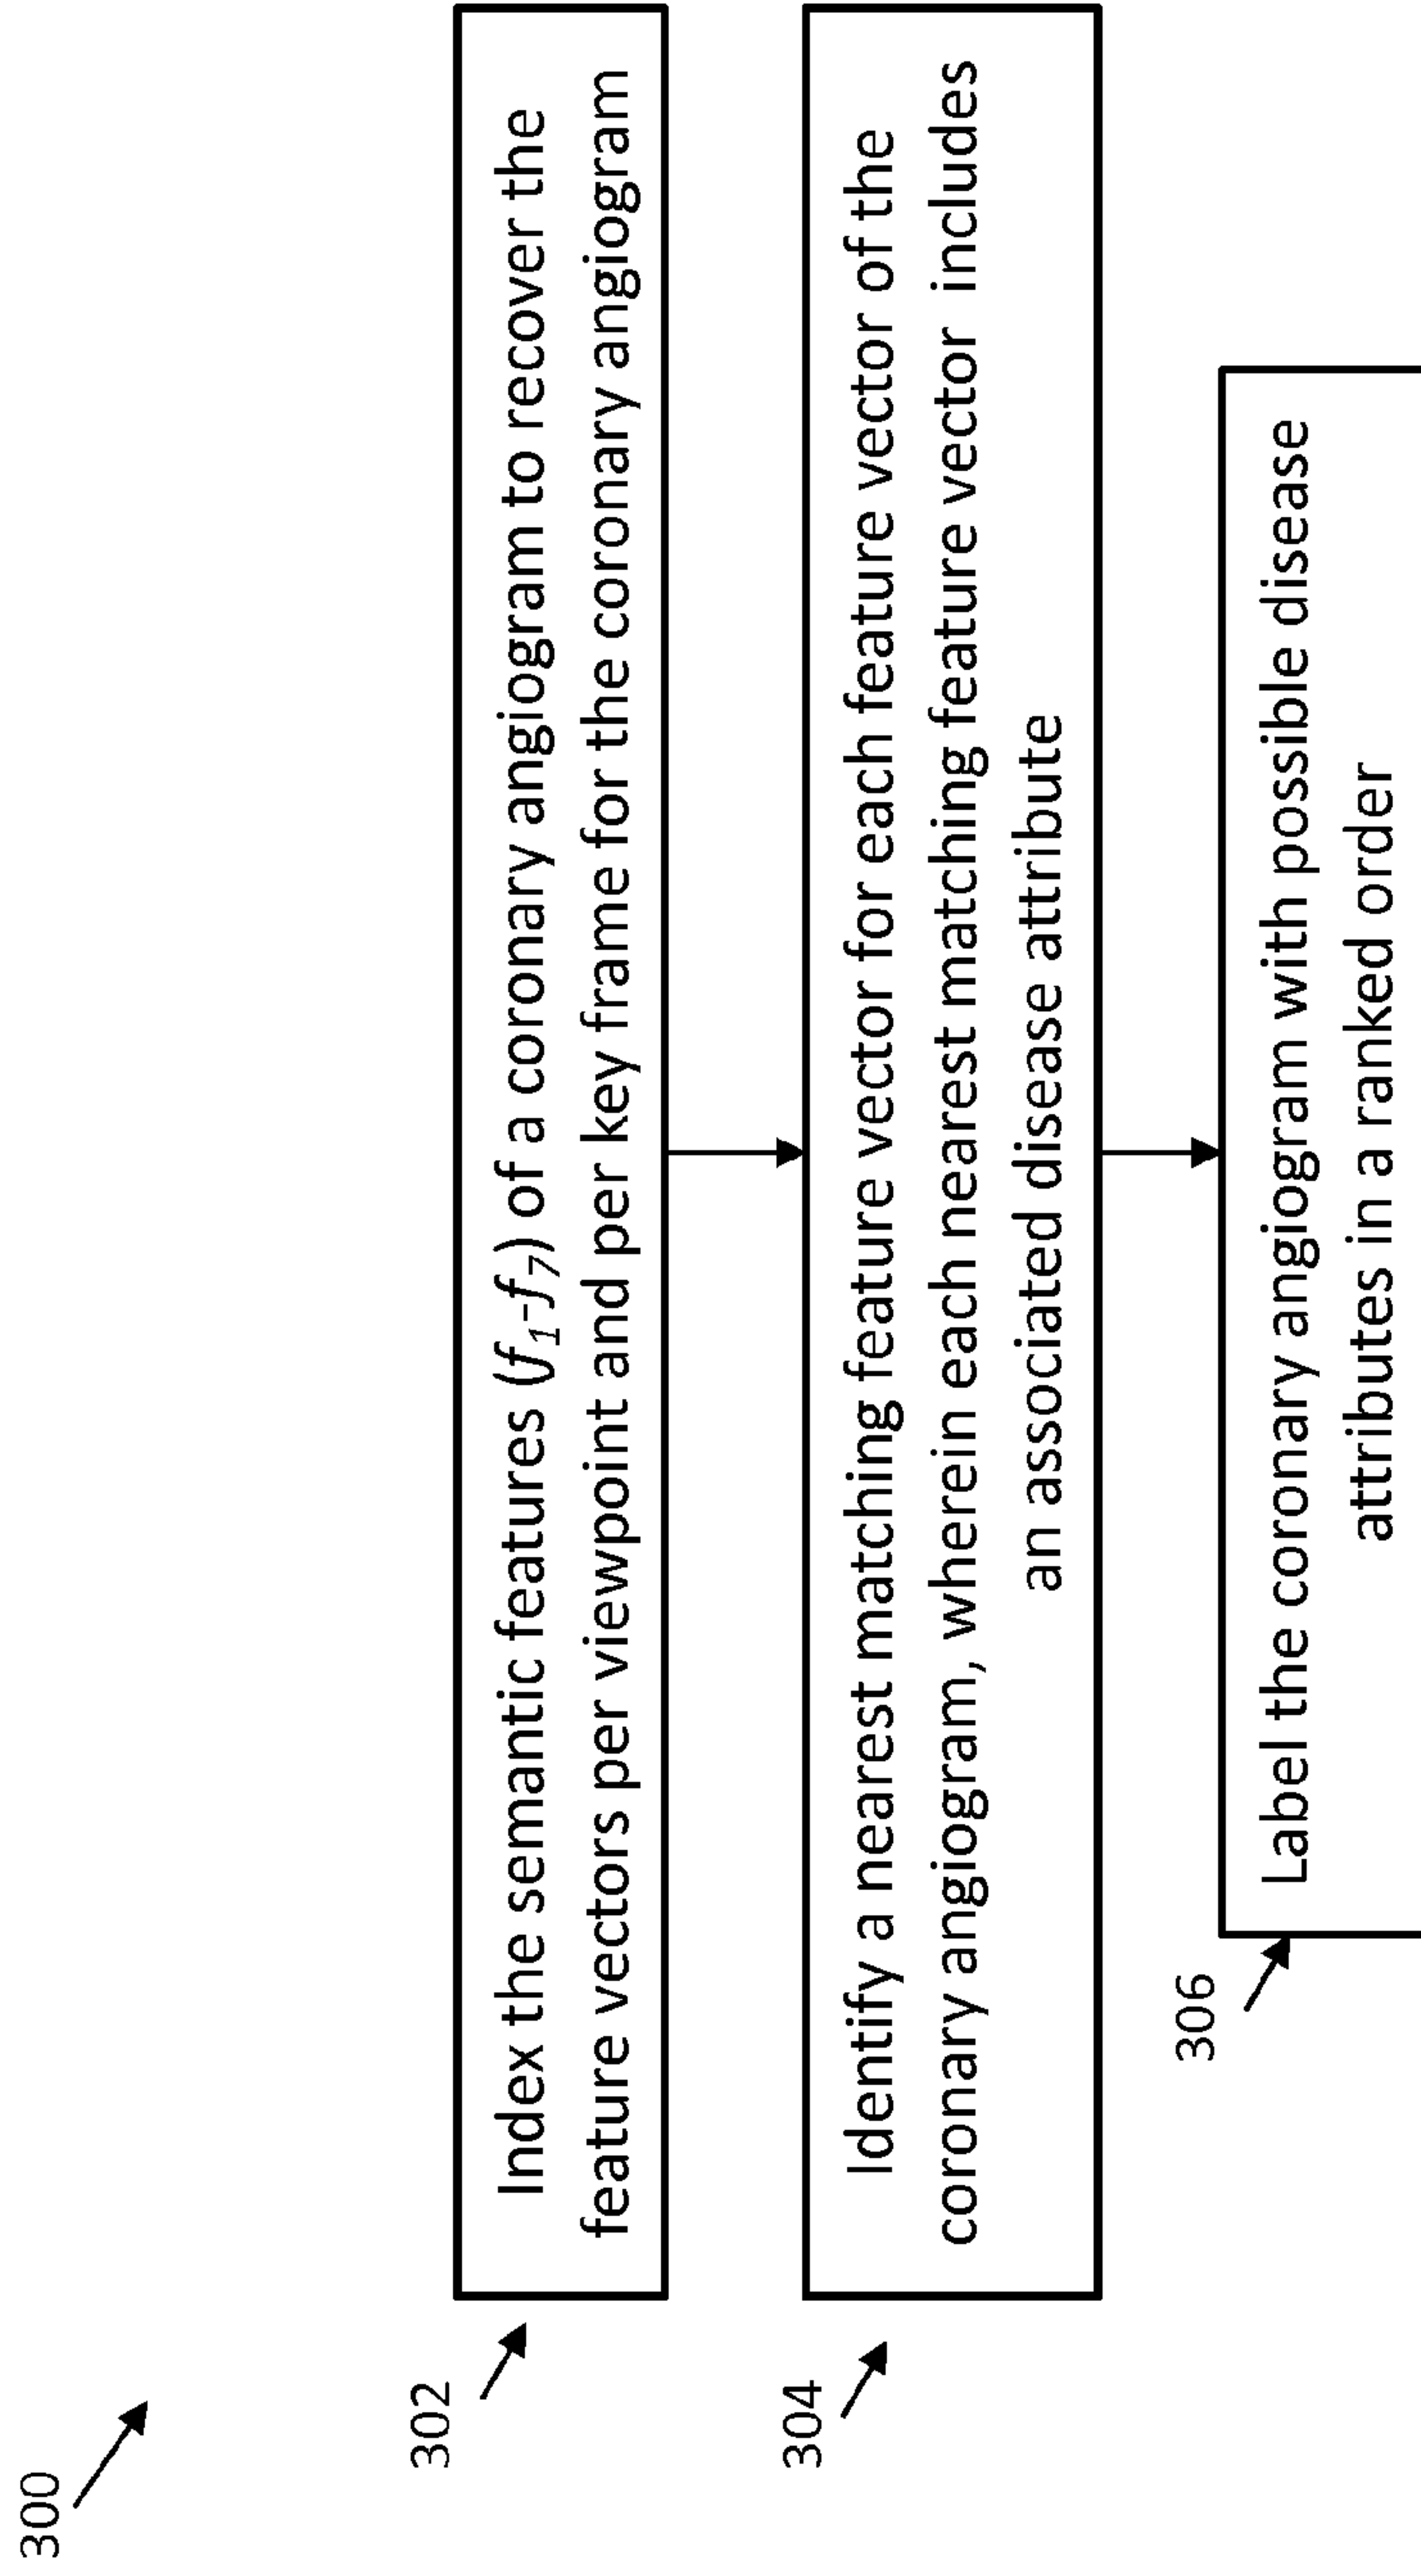 300
302
Index the semantic features (f1-f7) of a coronary angiogram to recover the
feature vectors per viewpoint and per key frame for the coronary angiogram
304
Identify a nearest matching feature vector for each feature vector of the
coronary angiogram, wherein each nearest matching feature vector includes
an associated disease attribute
306
Label the coronary angiogram with possible disease
attributes in a ranked order